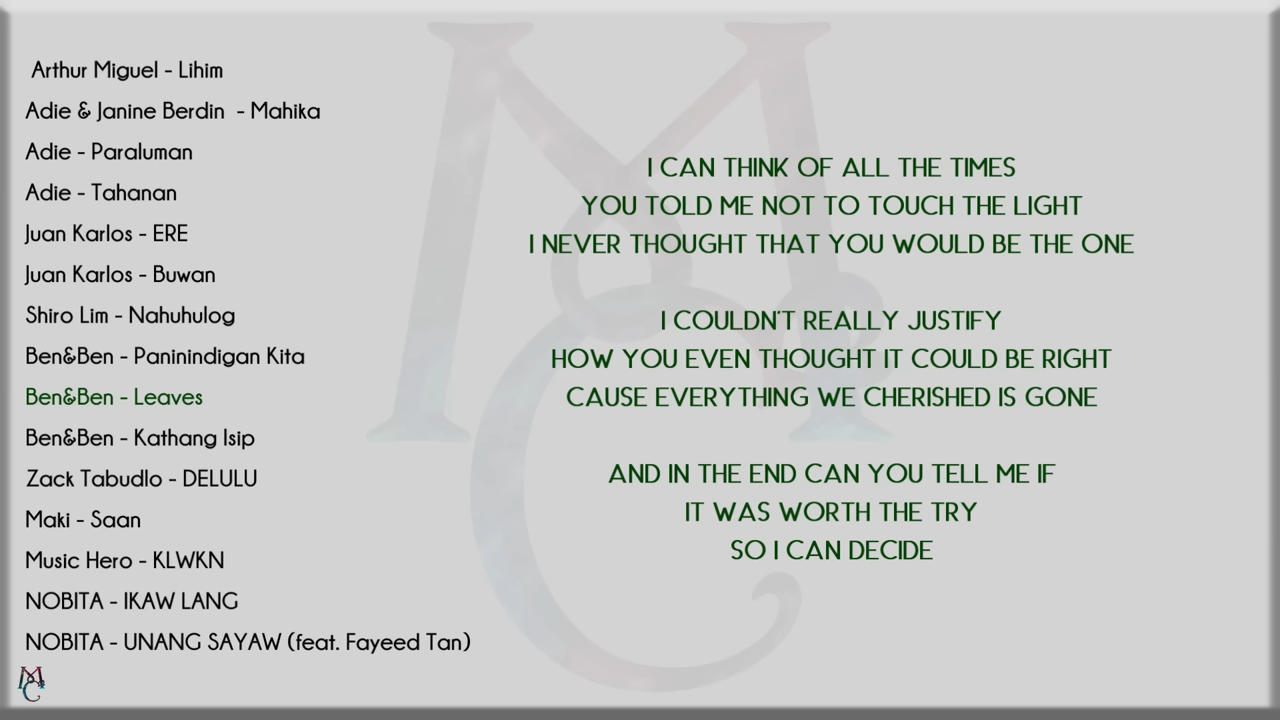 Arthur Miguel - Lihim
Adie & Janine Berdin - Mahika
Adie - Paraluman
Adie - Tahanan
Juan Karlos - ERE
Juan Karlos - Buwan
Shiro Lim - Nahuhulog
Ben&Ben - Paninindigan Kita
Ben&Ben - Leaves
Ben&Ben - Kathang Isip
Zack Tabudlo - DELULU
Maki - Saan
Music Hero - KLWKN
NOBITA - IKAW LANG
NOBITA - UNANG SAYAW (feat. Fayeed Tan)
MC
I CAN THINK OF ALL THE TIMES
YOU TOLD ME NOT TO TOUCH THE LIGHT
I NEVER THOUGHT THAT YOU WOULD BE THE ONE
I COULDN'T REALLY JUSTIFY
HOW YOU EVEN THOUGHT IT COULD BE RIGHT
CAUSE EVERYTHING WE CHERISHED IS GONE
AND IN THE END CAN YOU TELL ME IF
IT WAS WORTH THE TRY
SO I CAN DECIDE
MC